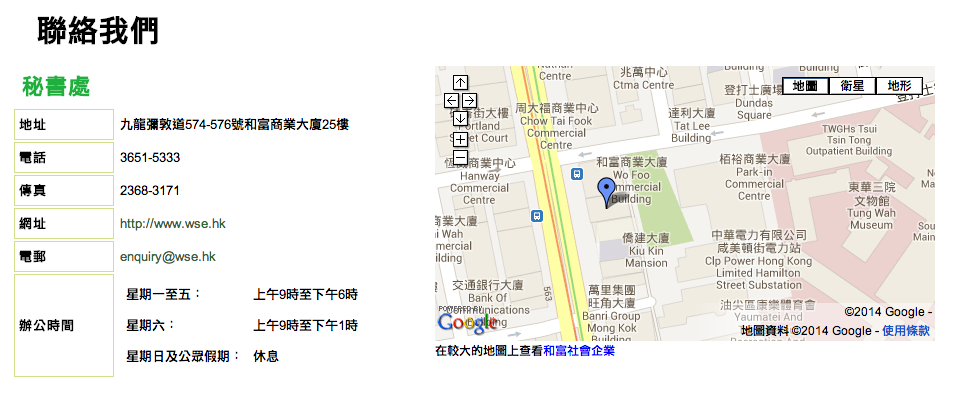 聯絡我們
秘書處
地址 九龍彌敦道574-576號和富商業大廈25樓
電話 3651-5333
傳真 2368-3171
網址 http://www.wse.hk
電郵 enquiry@wse.hk
辦公時間
星期一至五： 上午9時至下午6時
星期六： 上午9時至下午1時
星期日及公眾假期： 休息
地圖 衛星 地形
Centre
兆萬中心
Ctma Centre
Building
Building
登打士廣場
Dundas
Square
登打士
周大福商業中心
Chow Tai Fook
Commercial
Centre
街大樓
Portland
Street Court
達利大廈
Tat Lee
Building
TWGHs Tsui
Tsin Tong
Outpatient Building
商業中心
Hanway
Commercial
Centre
和富商業大廈
Wo Foo
Commercial
Building
栢裕商業大廈
Park-in
Commercial
Centre
東華三院
文物館
Tung Wah
Museum
業大廈
Wah
mercial
ilding
僑建大廈
Kiu Kin
Mansion
中華電力有限公司
咸美頓街電力站
Clp Power Hong Kong
Limited Hamilton
Street Substation
交通銀行大廈
Bank Of
Communications
Building
563
萬里集團
旺角大廈
Banri Group
Mong Kok
Building
油尖區康樂體育會
Yaumatei And
Recreation And
POWERED BY
Google
©2014 Google -
地圖資料 ©2014 Google - 使用條款
在較大的地圖上查看和富社會企業